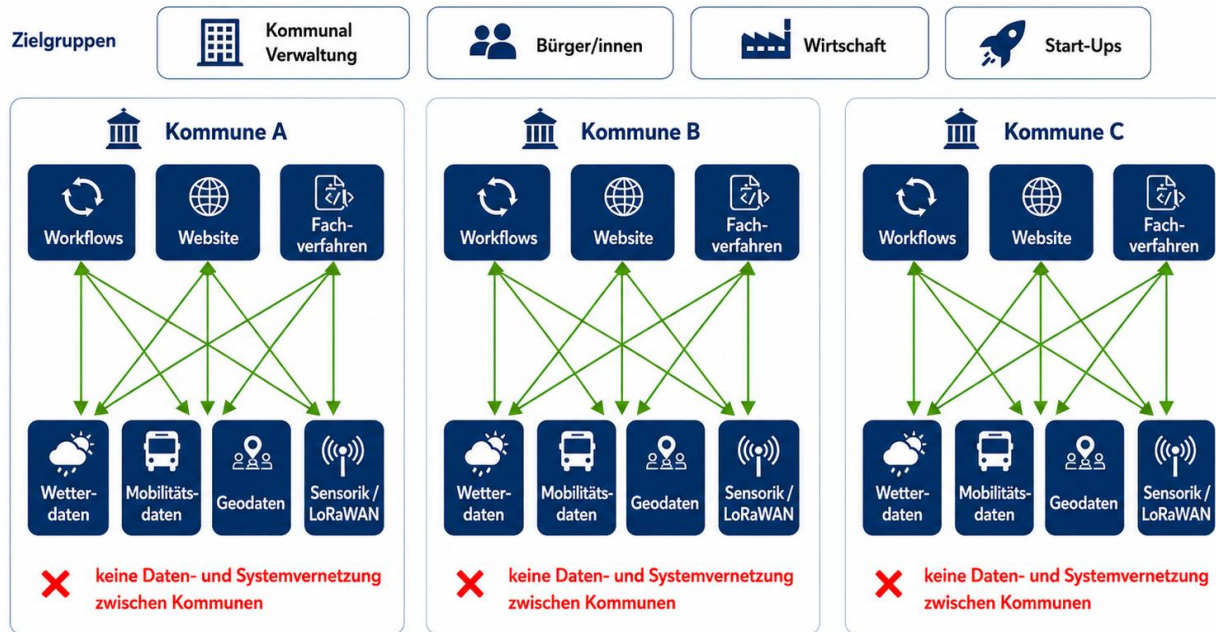 Zielgruppen
Kommunal
Verwaltung
Bürger/innen
Wirtschaft
Start-Ups
Kommune A
Workflows
Website
Fach-
verfahren
Wetter-
daten
Mobilitäts-
daten
Geodaten
Sensorik /
LoRaWAN
keine Daten- und Systemvernetzung
zwischen Kommunen
Kommune B
Workflows
Website
Fach-
verfahren
Wetter-
daten
Mobilitäts-
daten
Geodaten
Sensorik /
LoRaWAN
keine Daten- und Systemvernetzung
zwischen Kommunen
Kommune C
Workflows
Website
Fach-
verfahren
Wetter-
daten
Mobilitäts-
daten
Geodaten
Sensorik /
LoRaWAN
keine Daten- und Systemvernetzung
zwischen Kommunen